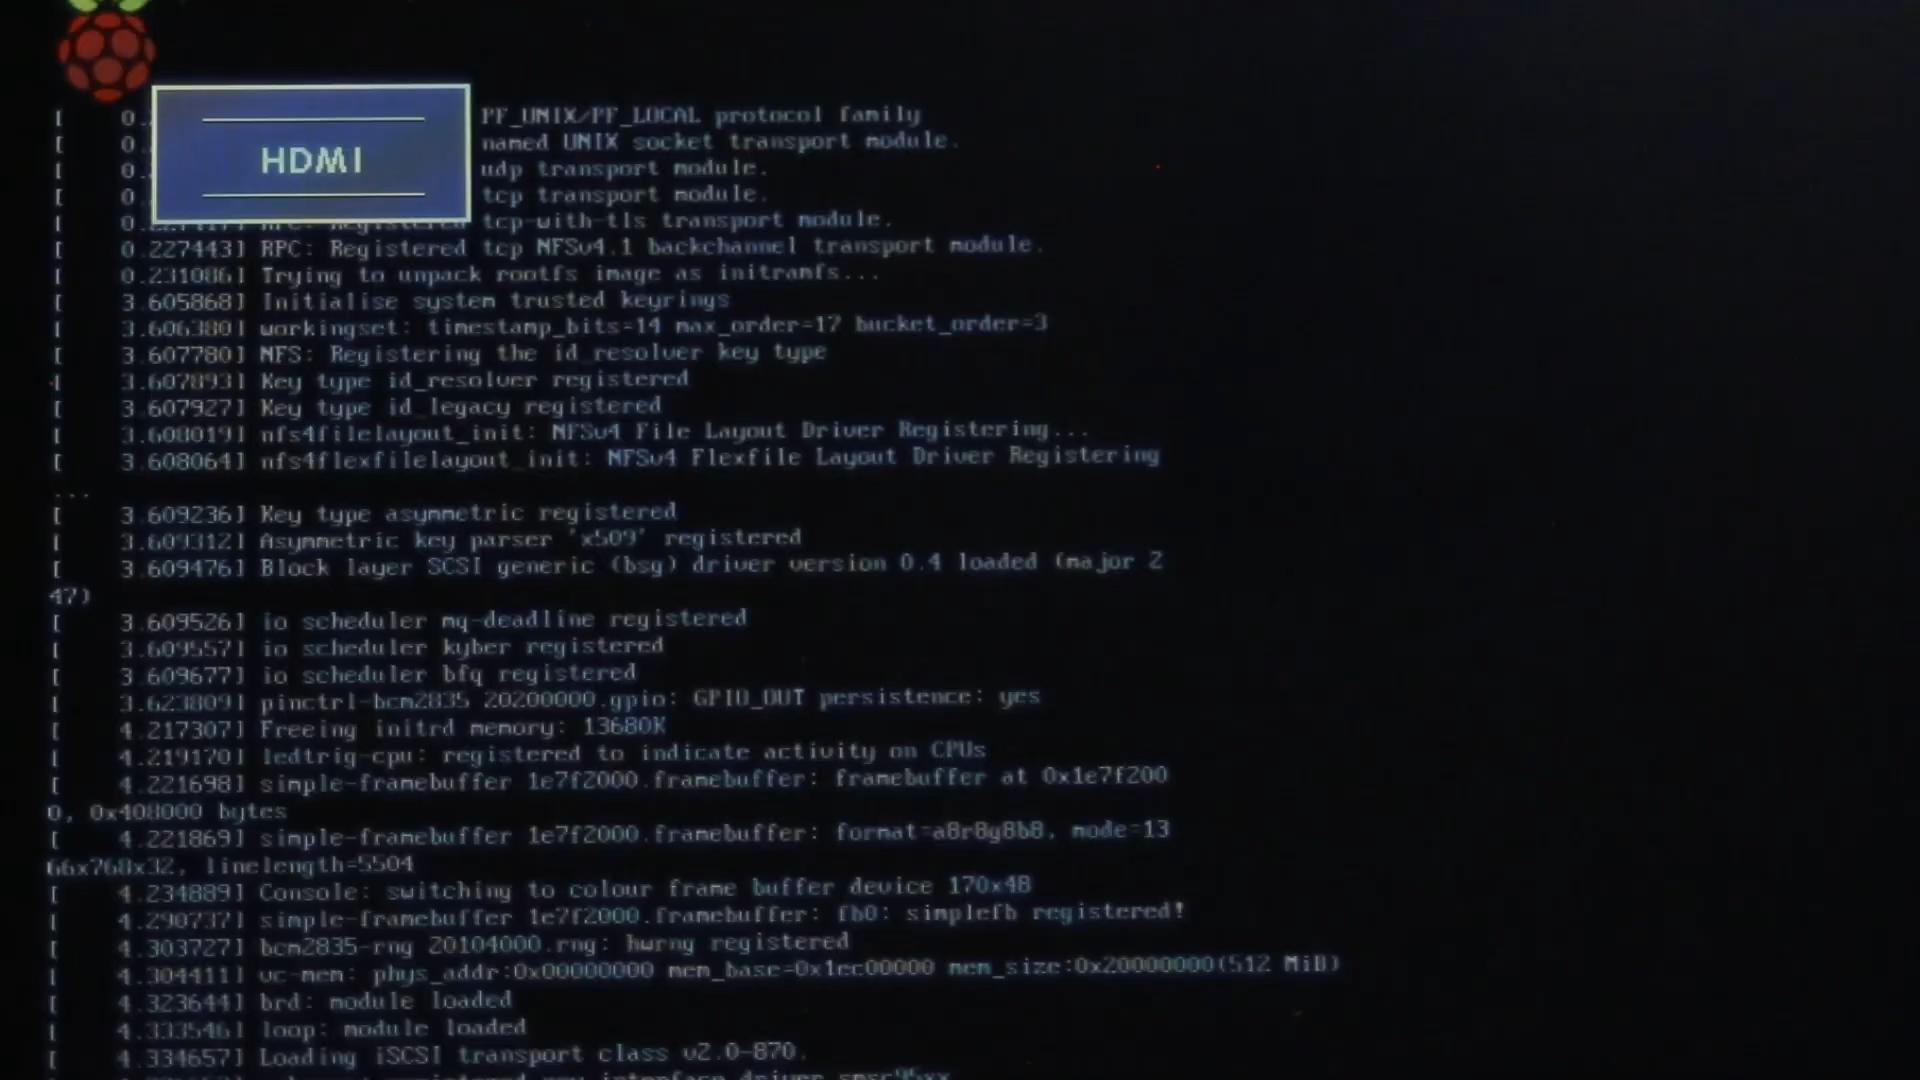 HDMI
[ 0. PF_UNIX/PF_LOCAL protocol family
[ 0. named UNIX socket transport module.
[ 0. udp transport module.
[ 0. tcp transport module.
[ tcp-with-tls transport module.
[ 0.227443] RPC: Registered tcp NFSv4.1 backchannel transport module.
[ 0.231086] Trying to unpack rootfs image as initramfs...
[ 3.605868] Initialise system trusted keyrings
[ 3.606380] workingset: timestamp_bits=14 max_order=17 bucket_order=3
[ 3.607780] NFS: Registering the id_resolver key type
[ 3.607893] Key type id_resolver registered
[ 3.607927] Key type id_legacy registered
[ 3.608019] nfs4filelayout_init: NFSv4 File Layout Driver Registering...
[ 3.608064] nfs4flexfilelayout_init: NFSv4 Flexfile Layout Driver Registering
...
[ 3.609236] Key type asymmetric registered
[ 3.609312] Asymmetric key parser 'x509' registered
[ 3.609476] Block layer SCSI generic (bsg) driver version 0.4 loaded (major 2
47)
[ 3.609526] io scheduler mq-deadline registered
[ 3.609557] io scheduler kyber registered
[ 3.609677] io scheduler bfq registered
[ 3.623809] pinctrl-bcm2835 20200000.gpio: GPIO_OUT persistence: yes
[ 4.217307] Freeing initrd memory: 13680K
[ 4.219170] ledtrig-cpu: registered to indicate activity on CPUs
[ 4.221698] simple-framebuffer 1e7f2000.framebuffer: framebuffer at 0x1e7f200
0, 0x408000 bytes
[ 4.221869] simple-framebuffer 1e7f2000.framebuffer: format=a8r8g8b8, mode=13
66x768x32, linelength=5504
[ 4.234889] Console: switching to colour frame buffer device 170x48
[ 4.290737] simple-framebuffer 1e7f2000.framebuffer: fb0: simplefb registered!
[ 4.303727] bcm2835-rng 20104000.rng: hwrng registered
[ 4.304411] vc-mem: phys_addr:0x00000000 mem_base=0x1ec00000 mem_size:0x20000000(512 MiB)
[ 4.323644] brd: module loaded
[ 4.333546] loop: module loaded
[ 4.334657] Loading iSCSI transport class v2.0-870.
interface driver smsc95xx